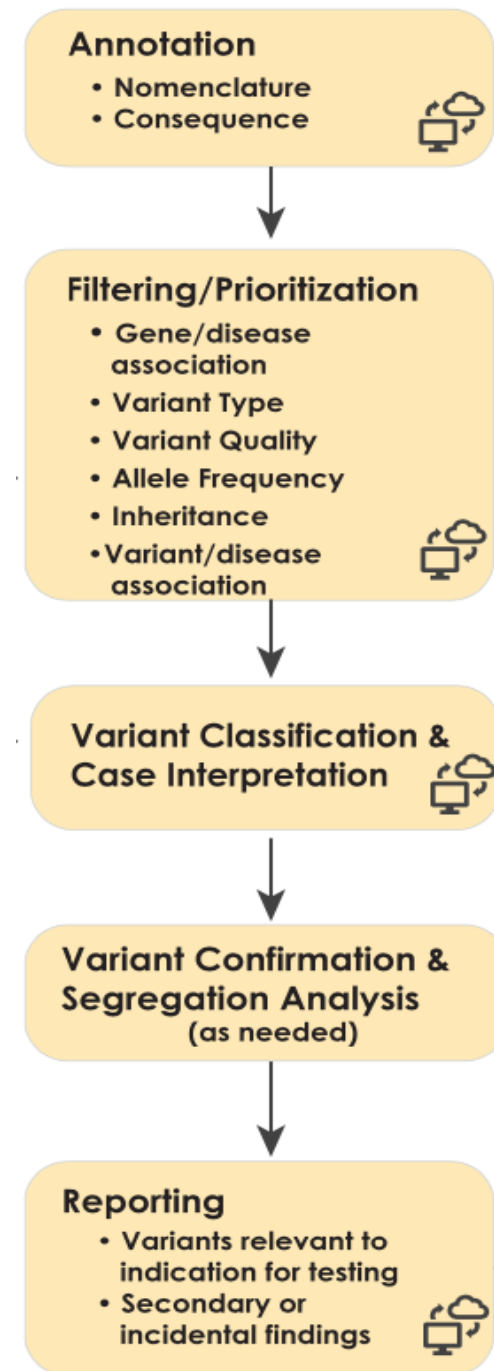 Annotation
• Nomenclature
• Consequence
Filtering/Prioritization
• Gene/disease
association
• Variant Type
• Variant Quality
• Allele Frequency
• Inheritance
•Variant/disease
association
Variant Classification &
Case Interpretation
Variant Confirmation &
Segregation Analysis
(as needed)
Reporting
• Variants relevant to
indication for testing
• Secondary or
incidental findings